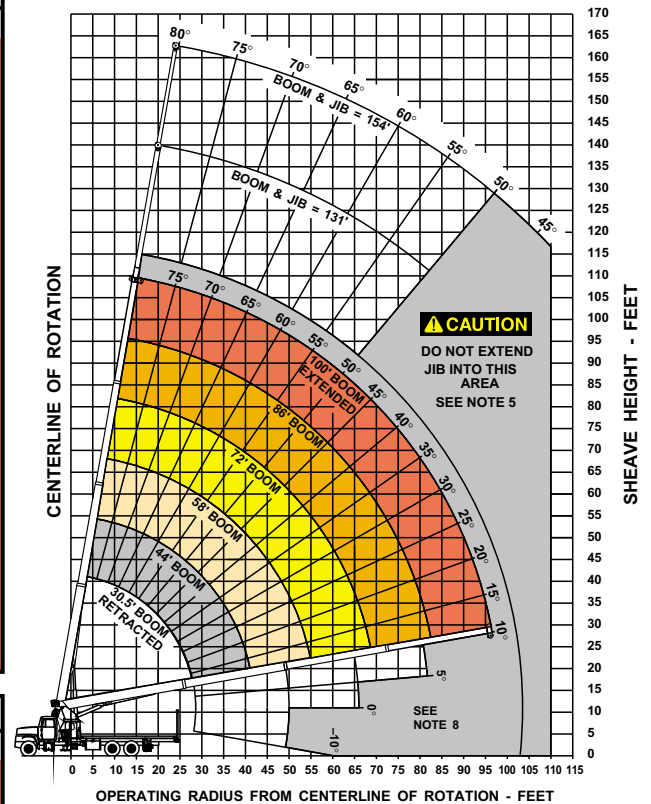 170
165
160
155
150
145
140
135
130
125
120
115
110
105
100
95
90
85
80
75
70
65
60
55
50
45
40
35
30
25
20
15
10
5
0
SHEAVE HEIGHT - FEET
80°
75°
70°
65°
60°
55°
50°
45°
BOOM & JIB = 154'
BOOM & JIB = 131'
CENTERLINE OF ROTATION
75°
70°
65°
60°
55°
50°
45°
40°
35°
30°
25°
20°
15°
10°
5°
0°
-10°
⚠ CAUTION
DO NOT EXTEND
JIB INTO THIS
AREA
SEE NOTE 5
100' BOOM
EXTENDED
86' BOOM
72' BOOM
58' BOOM
44' BOOM
30.5' BOOM
RETRACTED
SEE
NOTE 8
0 5 10 15 20 25 30 35 40 45 50 55 60 65 70 75 80 85 90 95 100 105 110 115
OPERATING RADIUS FROM CENTERLINE OF ROTATION - FEET